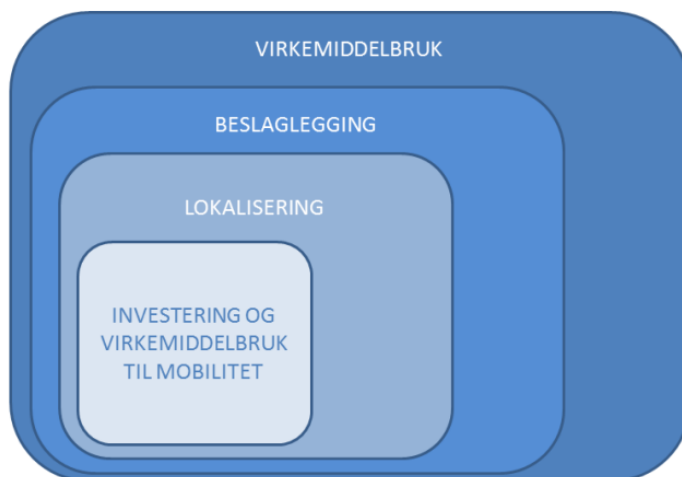 VIRKEMIDDELBRUK
BESLAGLEGGING
LOKALISERING
INVESTERING OG
VIRKEMIDDELBRUK
TIL MOBILITET